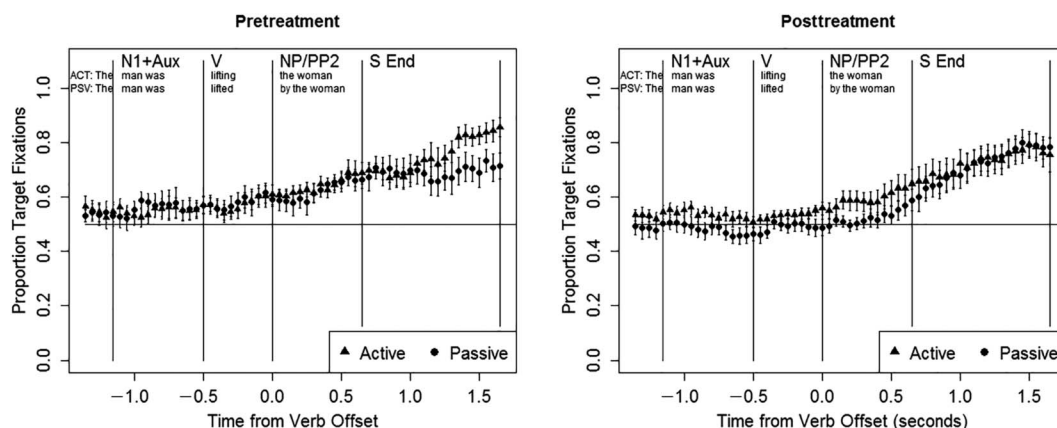 Pretreatment
N1+Aux V NP/PP2 S End
ACT: The man was lifting the woman
PSV: The man was lifted by the woman
Proportion Target Fixations
0.0 0.2 0.4 0.6 0.8 1.0
Active Passive
−1.0 −0.5 0.0 0.5 1.0 1.5
Time from Verb Offset
Posttreatment
N1+Aux V NP/PP2 S End
ACT: The man was lifting the woman
PSV: The man was lifted by the woman
Proportion Target Fixations
0.0 0.2 0.4 0.6 0.8 1.0
Active Passive
−1.0 −0.5 0.0 0.5 1.0 1.5
Time from Verb Offset (seconds)